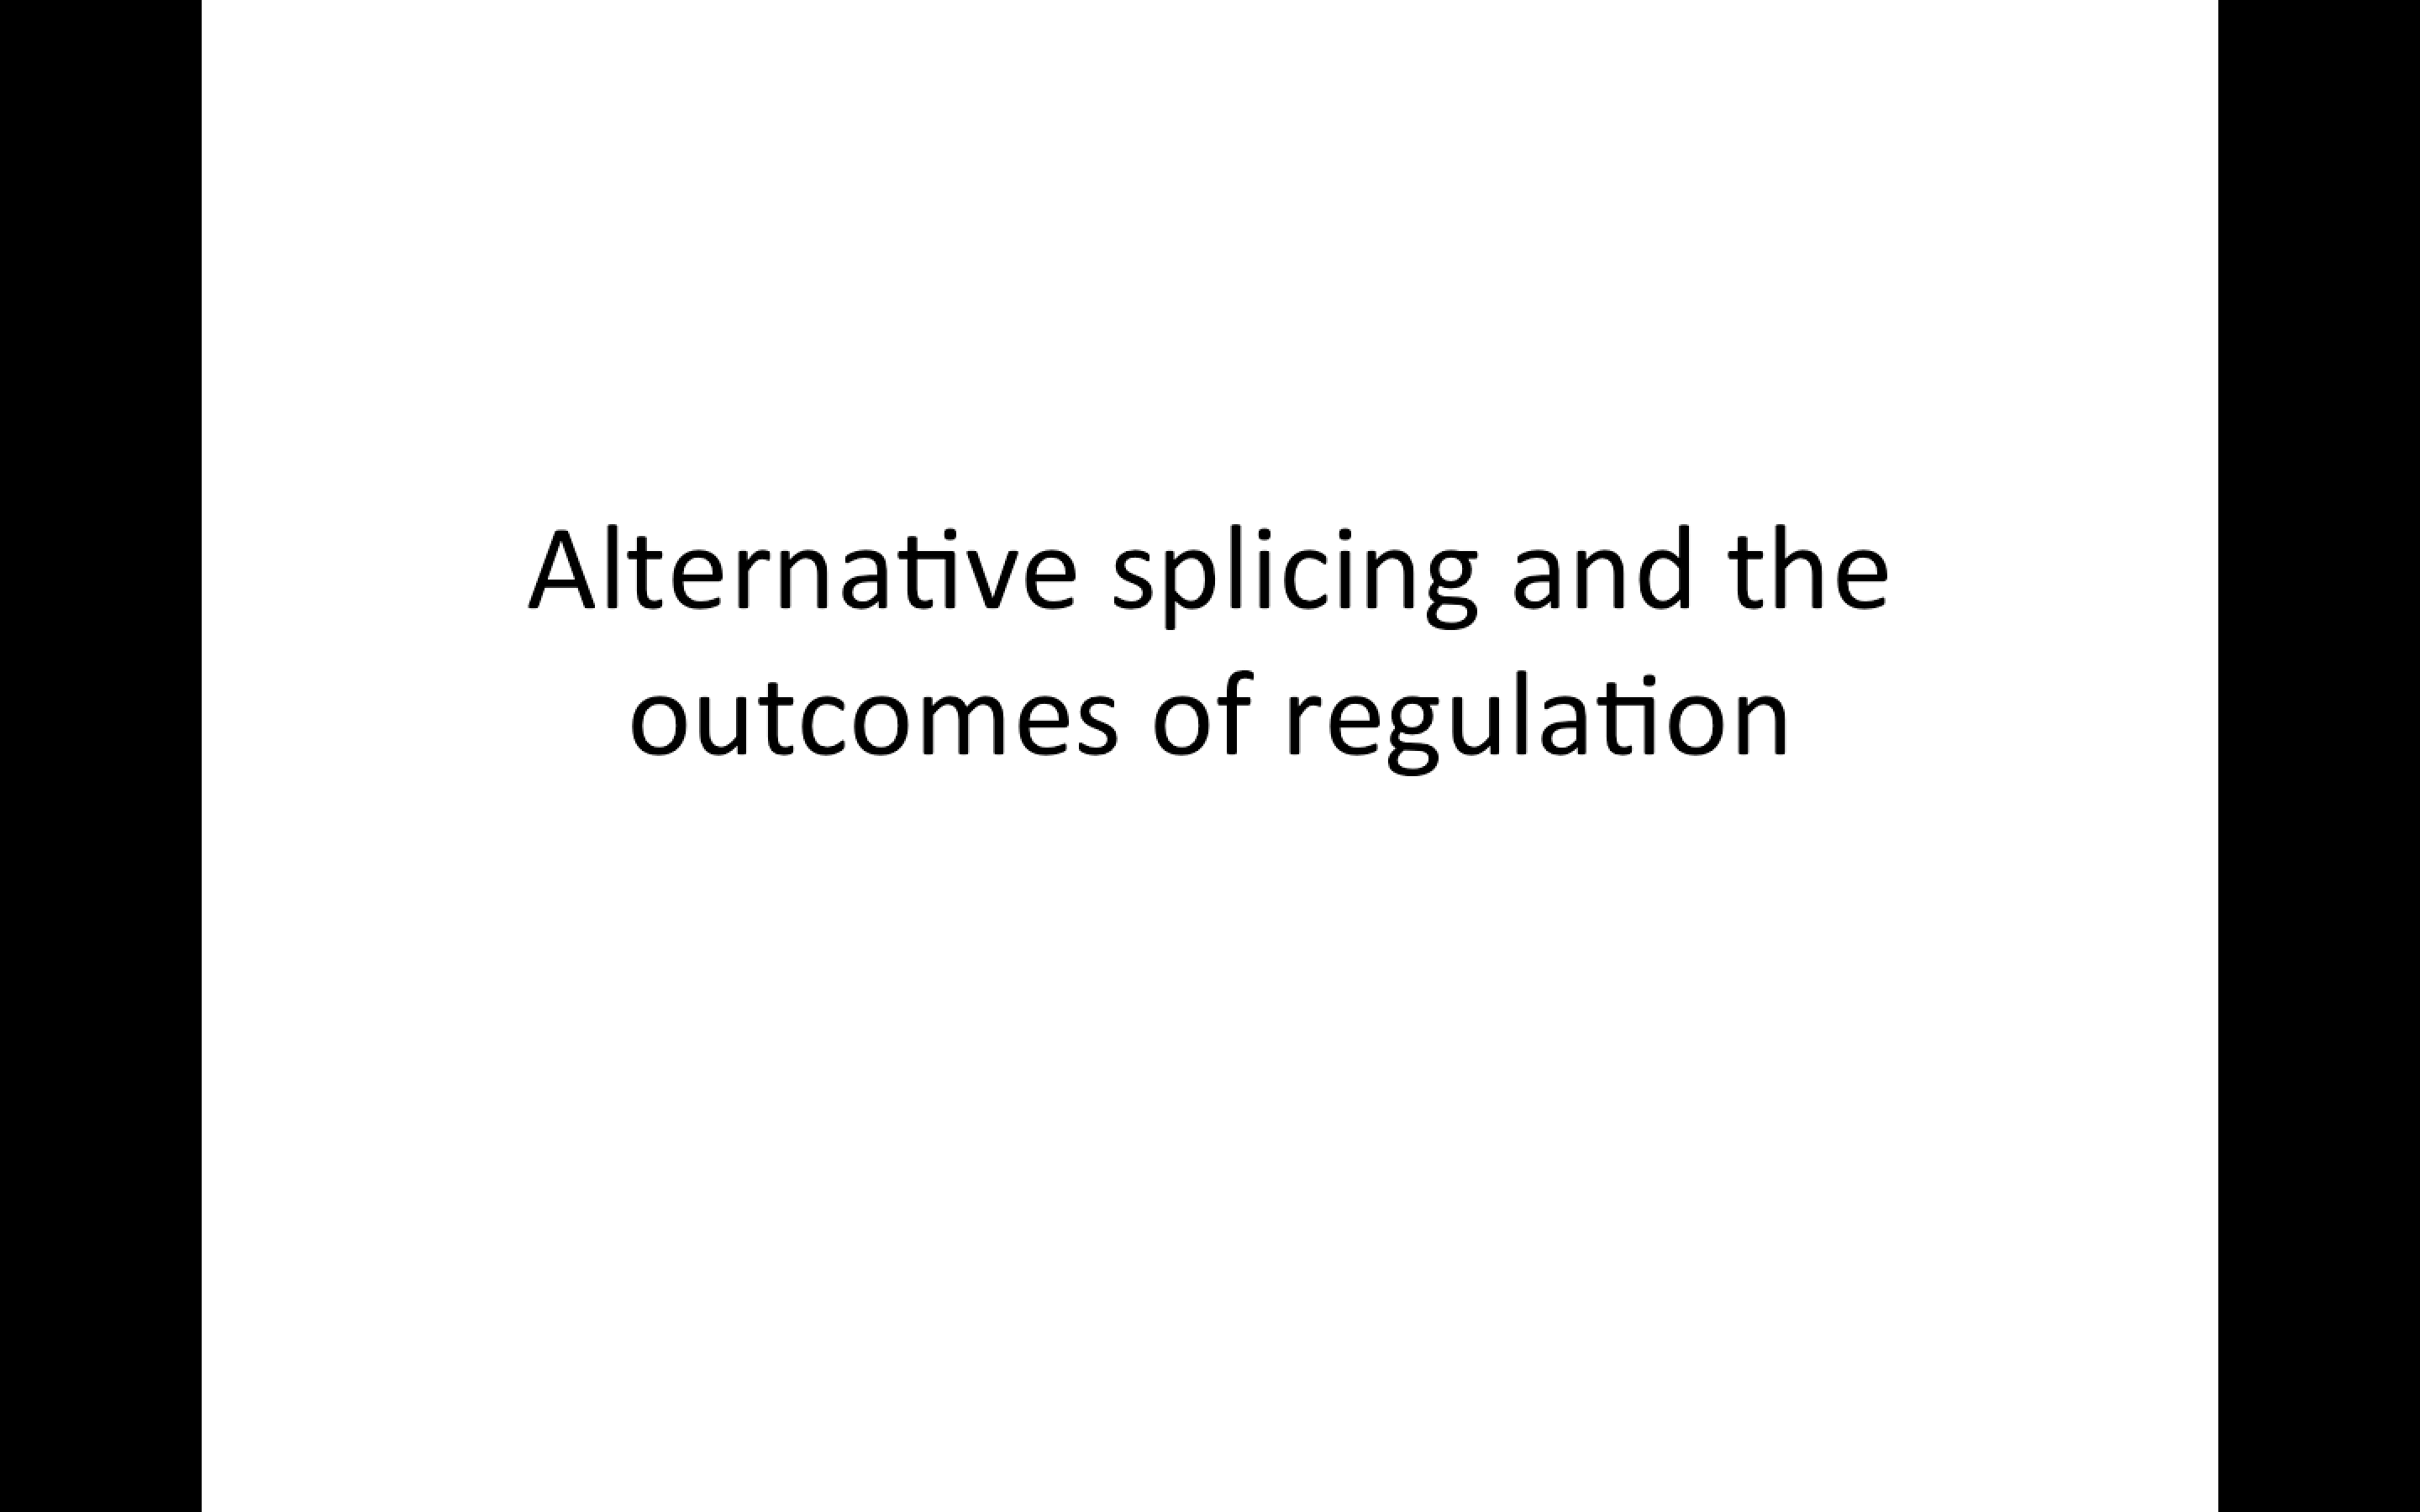 Alternative splicing and the
outcomes of regulation